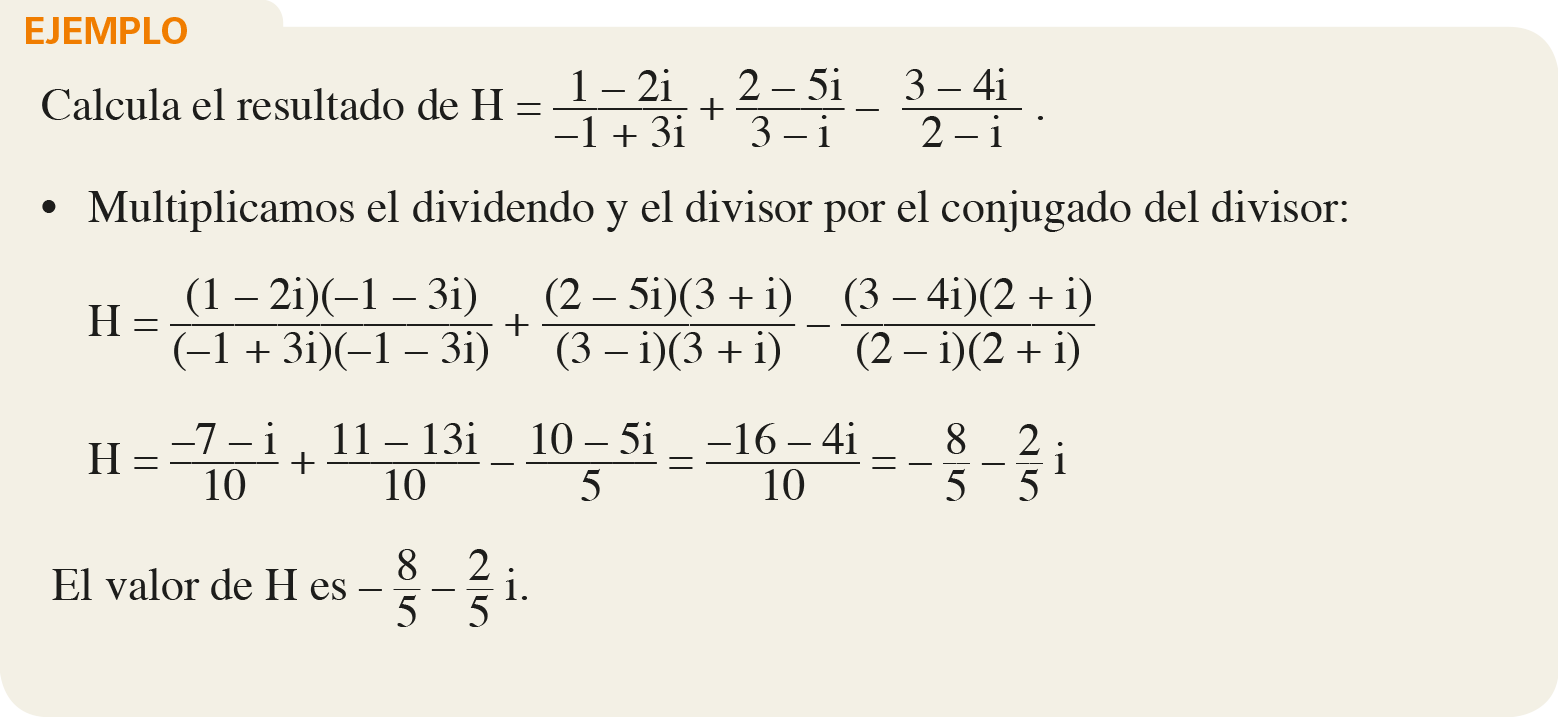 EJEMPLO
Calcula el resultado de H = \frac{1 – 2i}{–1 + 3i} + \frac{2 – 5i}{3 – i} – \frac{3 – 4i}{2 – i} .
• Multiplicamos el dividendo y el divisor por el conjugado del divisor:
H = \frac{(1 – 2i)(–1 – 3i)}{(–1 + 3i)(–1 – 3i)} + \frac{(2 – 5i)(3 + i)}{(3 – i)(3 + i)} – \frac{(3 – 4i)(2 + i)}{(2 – i)(2 + i)}
H = \frac{–7 – i}{10} + \frac{11 – 13i}{10} – \frac{10 – 5i}{5} = \frac{–16 – 4i}{10} = – \frac{8}{5} – \frac{2}{5} i
El valor de H es – \frac{8}{5} – \frac{2}{5} i.